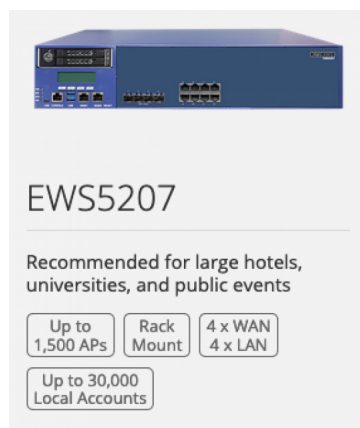 EWS5207
Recommended for large hotels,
universities, and public events
Up to
1,500 APs
Rack
Mount
4 x WAN
4 x LAN
Up to 30,000
Local Accounts